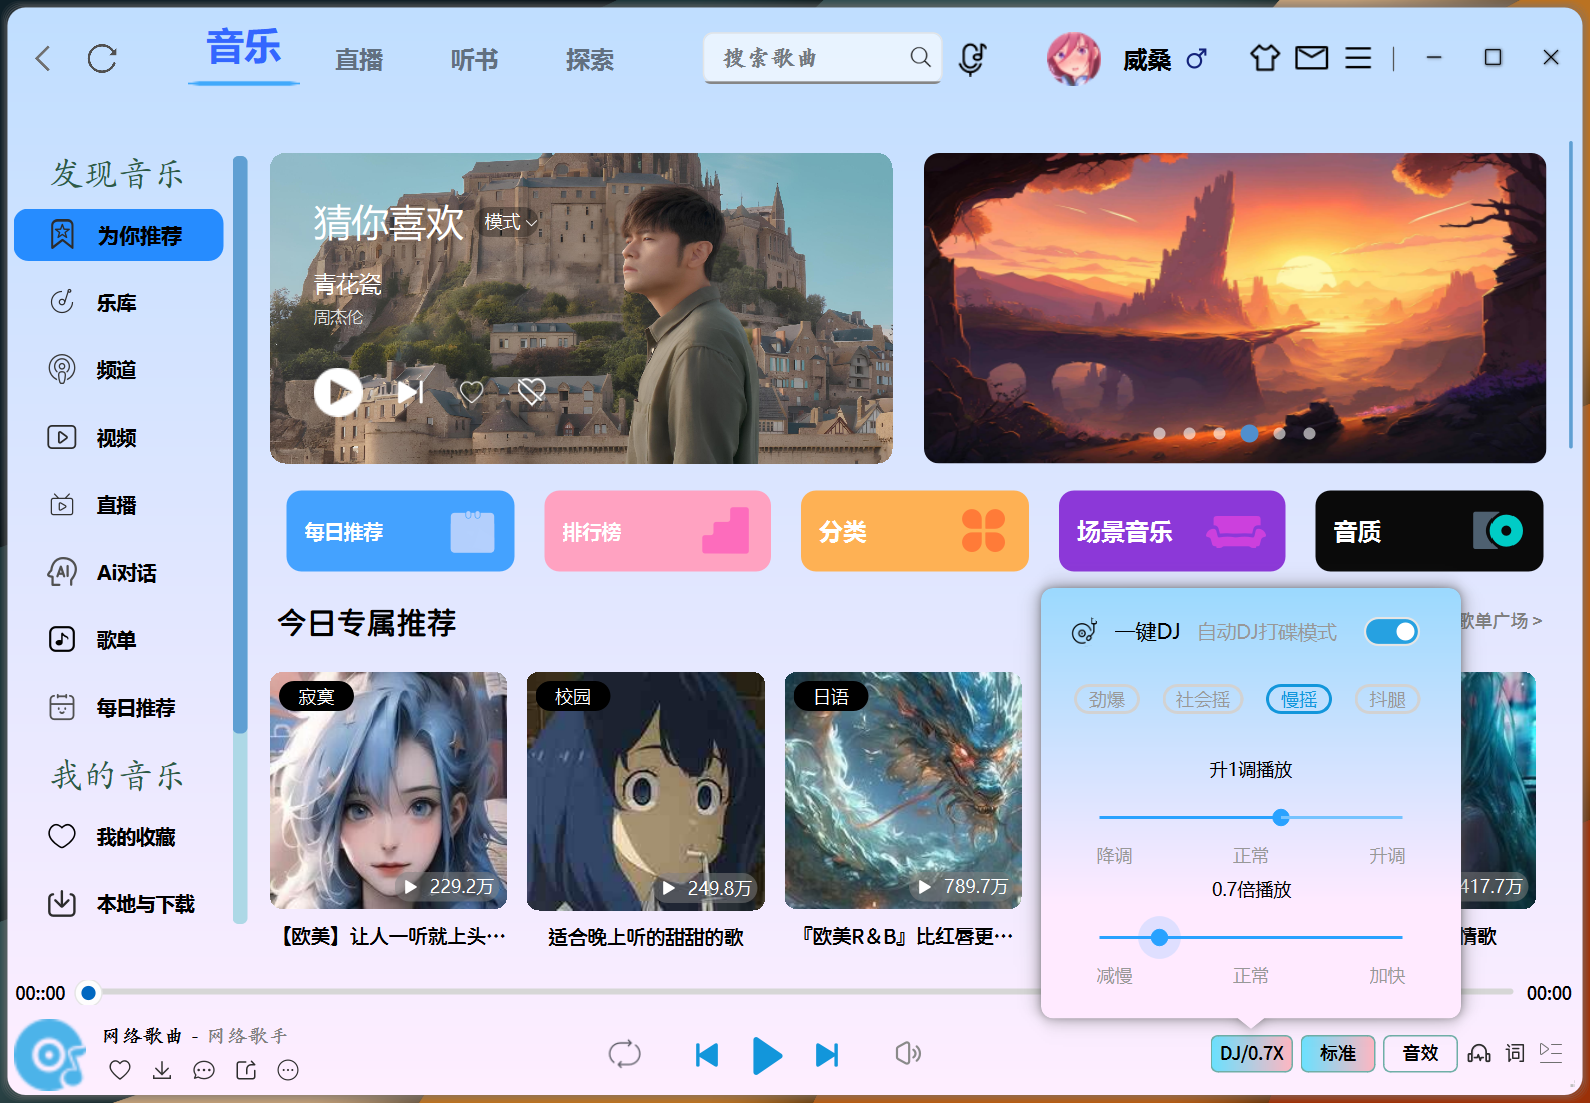 音乐
直播
听书
探索
搜索歌曲
威桑
发现音乐
为你推荐
乐库
频道
视频
直播
AI
Ai对话
歌单
每日推荐
我的音乐
我的收藏
本地与下载
猜你喜欢
模式
青花瓷
周杰伦
每日推荐
排行榜
分类
场景音乐
音质
今日专属推荐
歌单广场 >
寂寞
229.2万
【欧美】让人一听就上头···
校园
249.8万
适合晚上听的甜甜的歌
日语
789.7万
『欧美R＆B』比红唇更···
417.7万
情歌
一键DJ
自动DJ打碟模式
劲爆
社会摇
慢摇
抖腿
升1调播放
降调
正常
升调
0.7倍播放
减慢
正常
加快
00::00
00:00
网络歌曲 - 网络歌手
DJ/0.7X
标准
音效
词